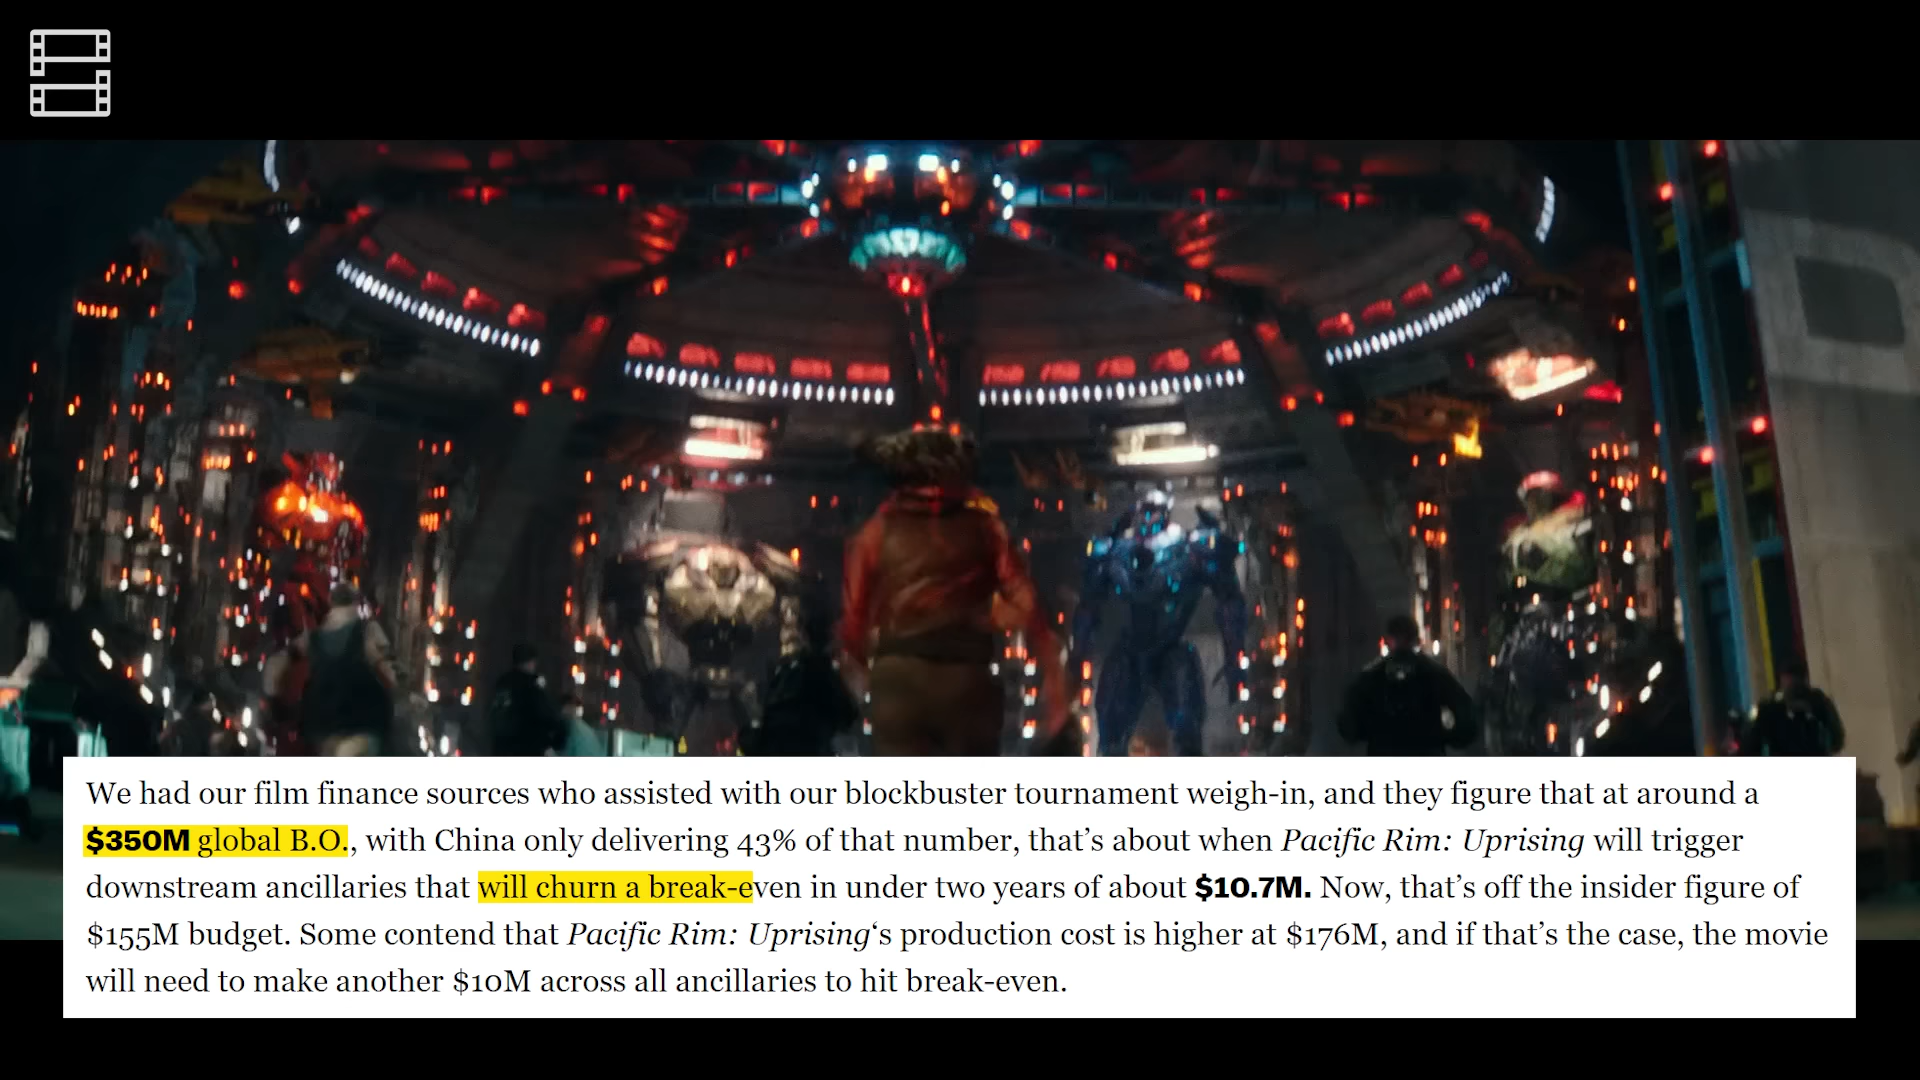 We had our film finance sources who assisted with our blockbuster tournament weigh-in, and they figure that at around a
$350M global B.O., with China only delivering 43% of that number, that’s about when Pacific Rim: Uprising will trigger
downstream ancillaries that will churn a break-even in under two years of about $10.7M. Now, that’s off the insider figure of
$155M budget. Some contend that Pacific Rim: Uprising‘s production cost is higher at $176M, and if that’s the case, the movie
will need to make another $10M across all ancillaries to hit break-even.